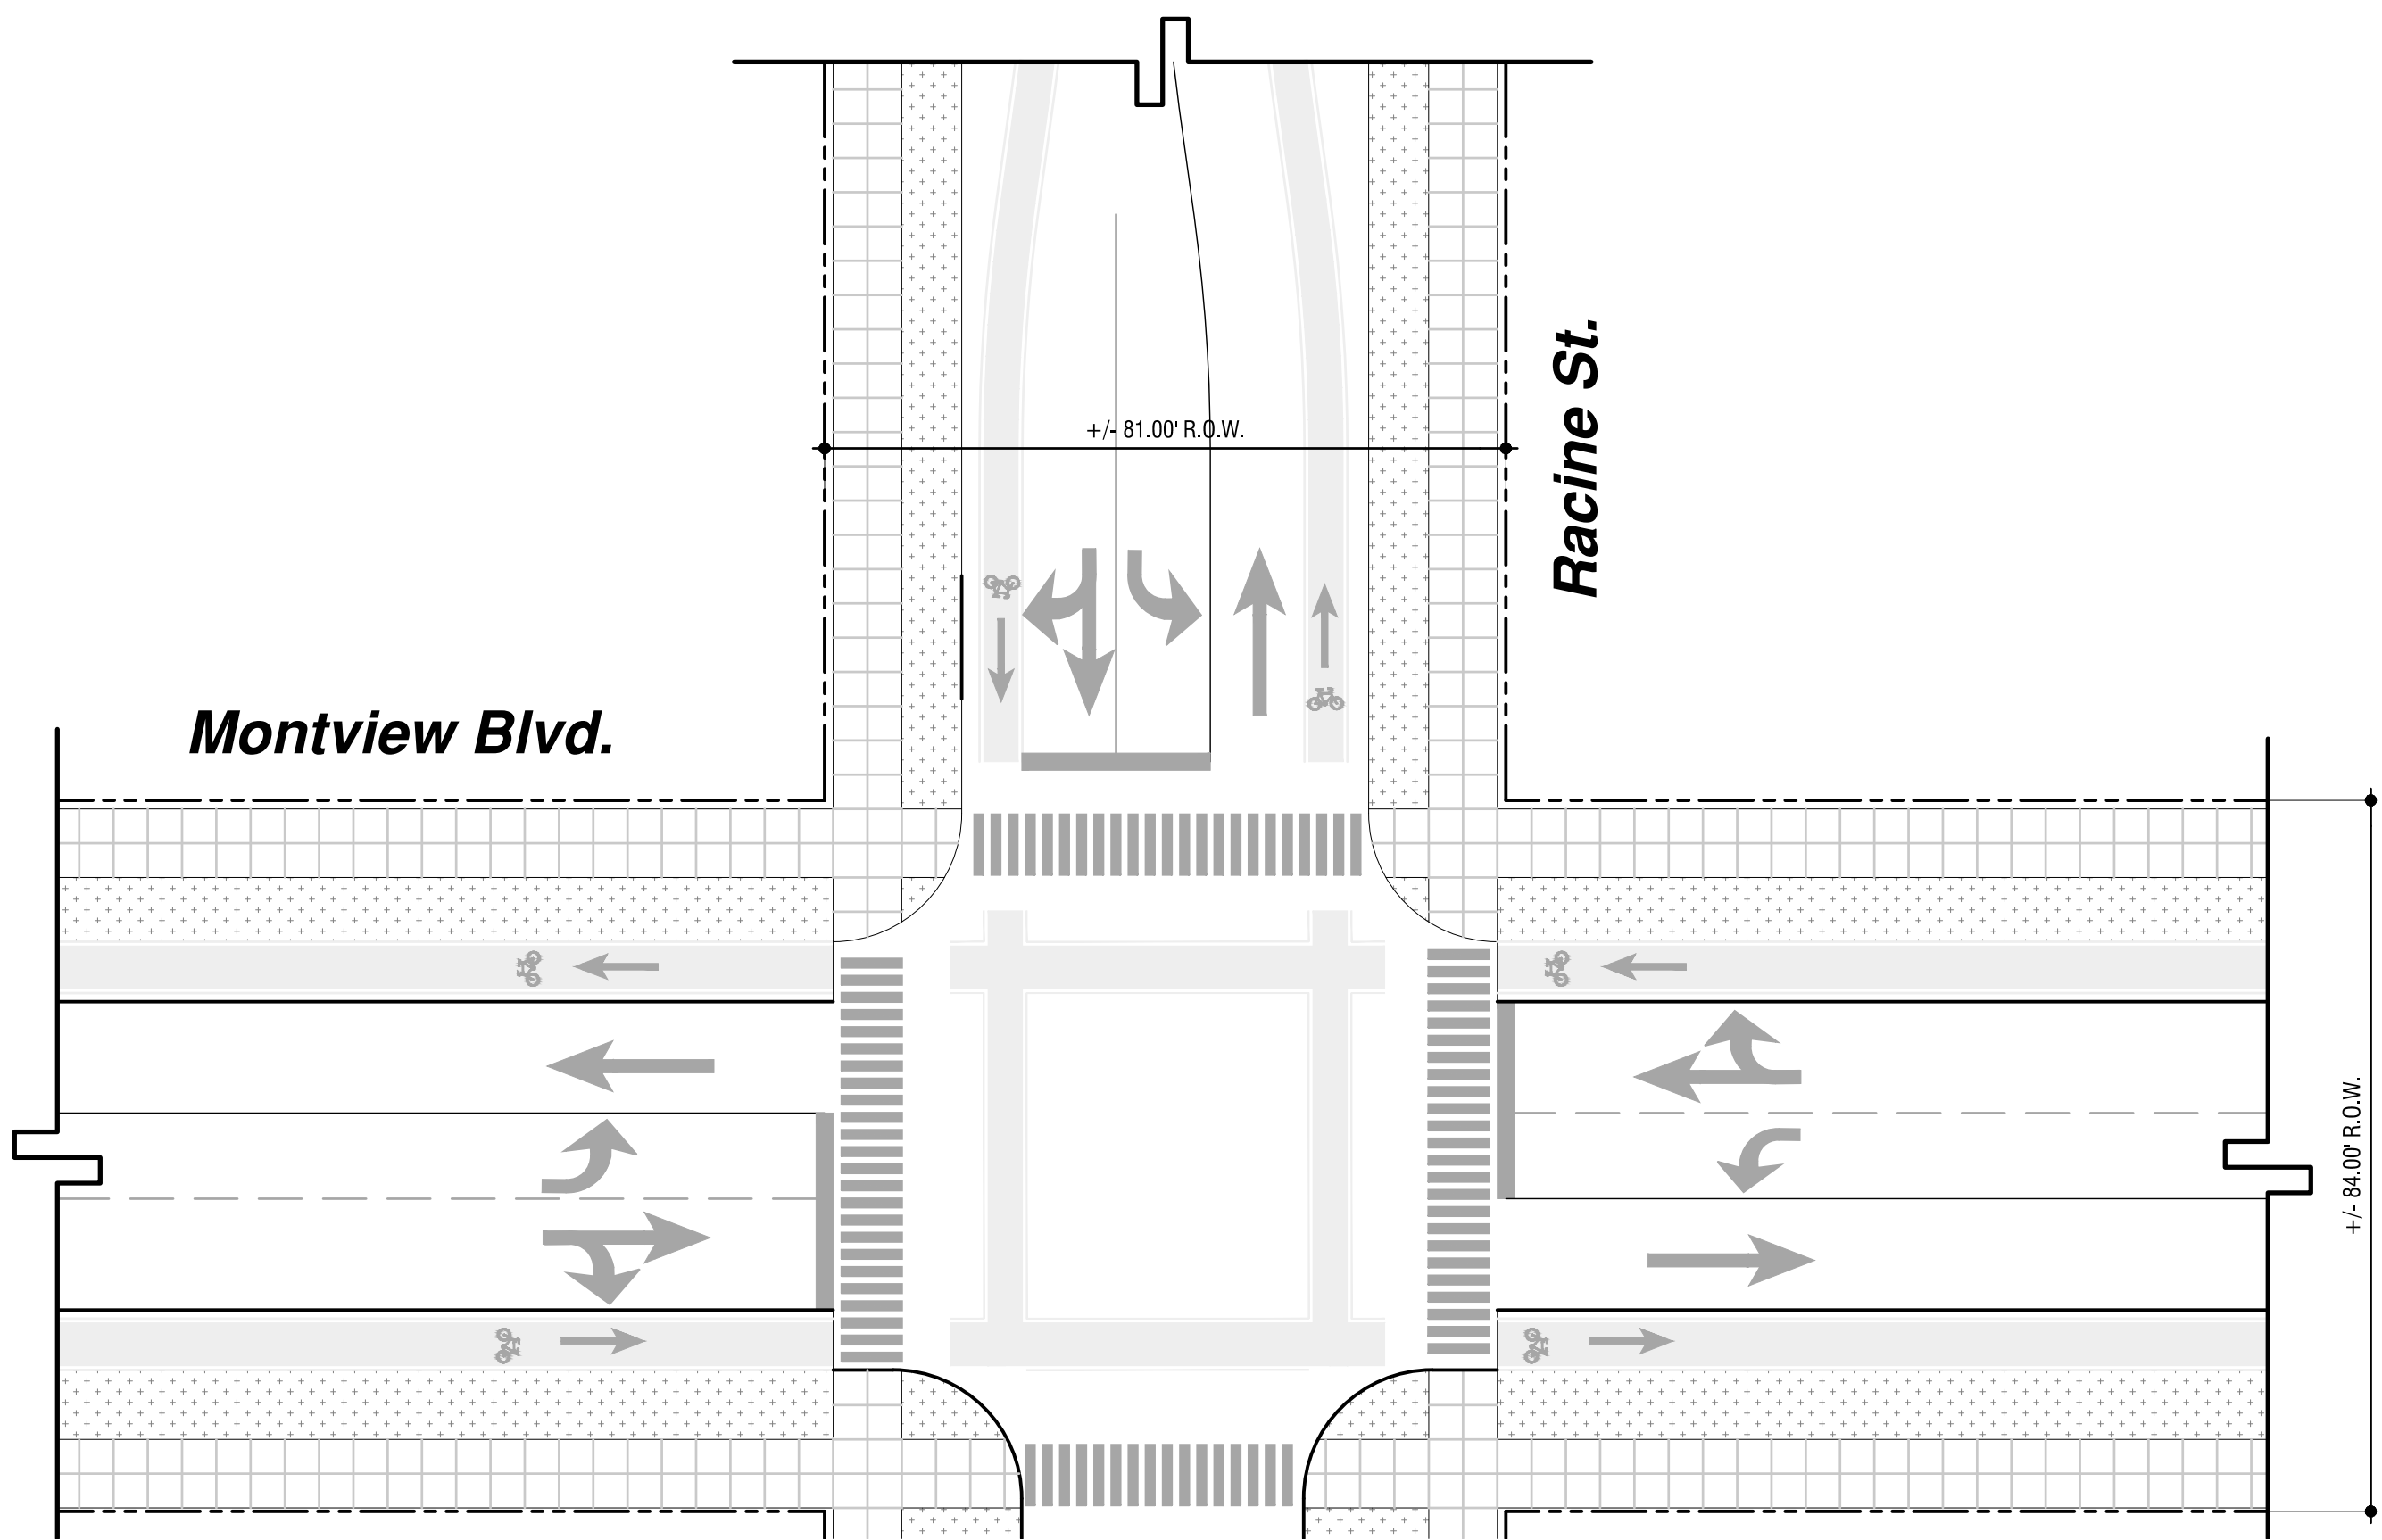 +/- 81.00' R.O.W.
Racine St.
Montview Blvd.
+/- 84.00' R.O.W.